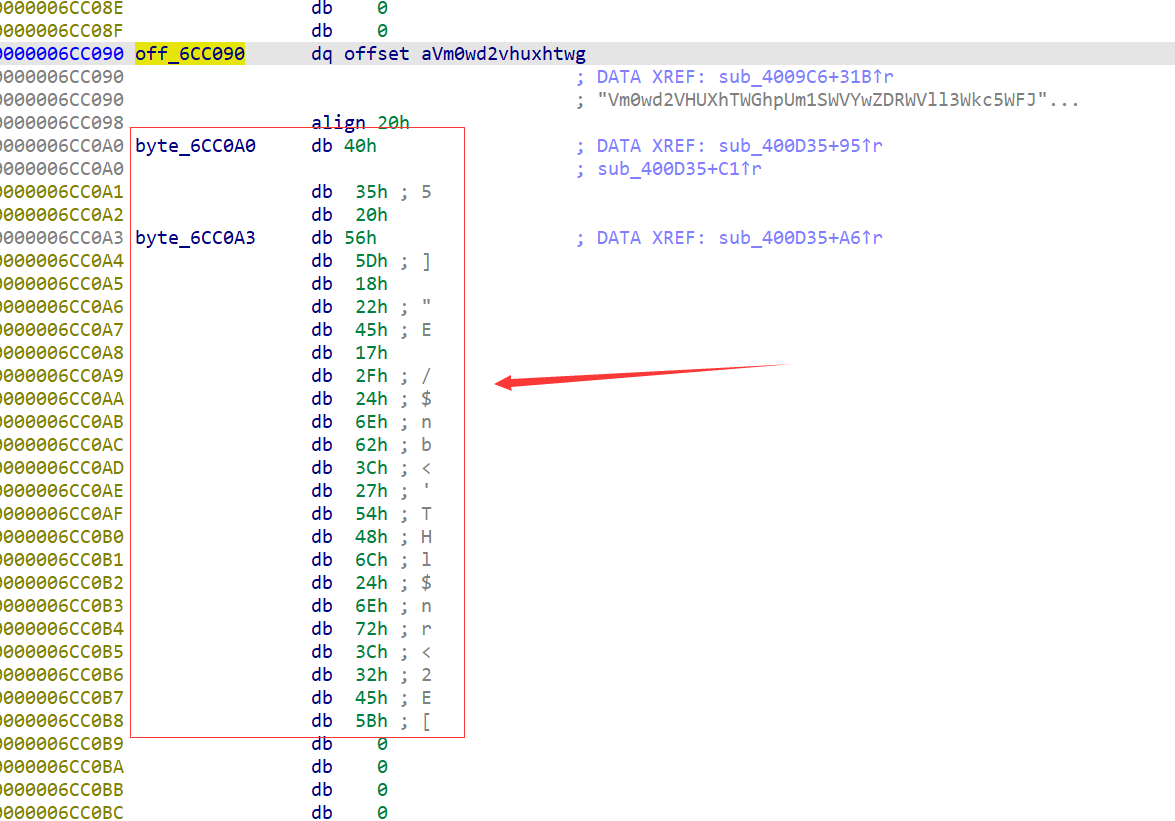 0000006CC08E db 0
0000006CC08F db 0
0000006CC090 off_6CC090 dq offset aVm0wd2vhuxhtwg
0000006CC090 ; DATA XREF: sub_4009C6+31B↑r
0000006CC090 ; "Vm0wd2VHUXhTWGhpUm1SWVYwZDRWVll3Wkc5WFJ"...
0000006CC098 align 20h
0000006CC0A0 byte_6CC0A0 db 40h ; DATA XREF: sub_400D35+95↑r
0000006CC0A0 ; sub_400D35+C1↑r
0000006CC0A1 db 35h ; 5
0000006CC0A2 db 20h
0000006CC0A3 byte_6CC0A3 db 56h ; DATA XREF: sub_400D35+A6↑r
0000006CC0A4 db 5Dh ; ]
0000006CC0A5 db 18h
0000006CC0A6 db 22h ; "
0000006CC0A7 db 45h ; E
0000006CC0A8 db 17h
0000006CC0A9 db 2Fh ; /
0000006CC0AA db 24h ; $
0000006CC0AB db 6Eh ; n
0000006CC0AC db 62h ; b
0000006CC0AD db 3Ch ; <
0000006CC0AE db 27h ; '
0000006CC0AF db 54h ; T
0000006CC0B0 db 48h ; H
0000006CC0B1 db 6Ch ; l
0000006CC0B2 db 24h ; $
0000006CC0B3 db 6Eh ; n
0000006CC0B4 db 72h ; r
0000006CC0B5 db 3Ch ; <
0000006CC0B6 db 32h ; 2
0000006CC0B7 db 45h ; E
0000006CC0B8 db 5Bh ; [
0000006CC0B9 db 0
0000006CC0BA db 0
0000006CC0BB db 0
0000006CC0BC db 0